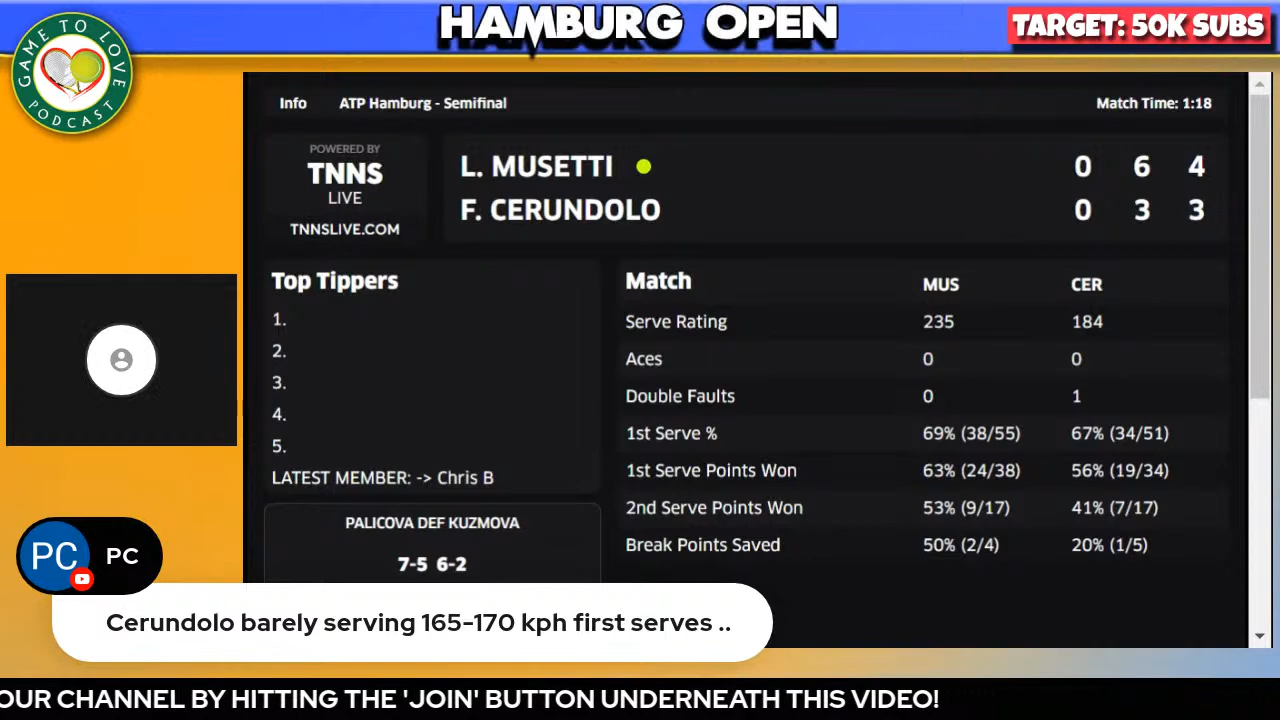 HAMBURG OPEN
TARGET: 50K SUBS
GAME TO LOVE
PODCAST
Info ATP Hamburg - Semifinal Match Time: 1:18
POWERED BY
TNNS
LIVE
TNNSLIVE.COM
L. MUSETTI 0 6 4
F. CERUNDOLO 0 3 3
Top Tippers
1.
2.
3.
4.
5.
LATEST MEMBER: -> Chris B
PALICOVA DEF KUZMOVA
7-5 6-2
Match MUS CER
Serve Rating 235 184
Aces 0 0
Double Faults 0 1
1st Serve % 69% (38/55) 67% (34/51)
1st Serve Points Won 63% (24/38) 56% (19/34)
2nd Serve Points Won 53% (9/17) 41% (7/17)
Break Points Saved 50% (2/4) 20% (1/5)
PC PC
Cerundolo barely serving 165-170 kph first serves ..
OUR CHANNEL BY HITTING THE 'JOIN' BUTTON UNDERNEATH THIS VIDEO!